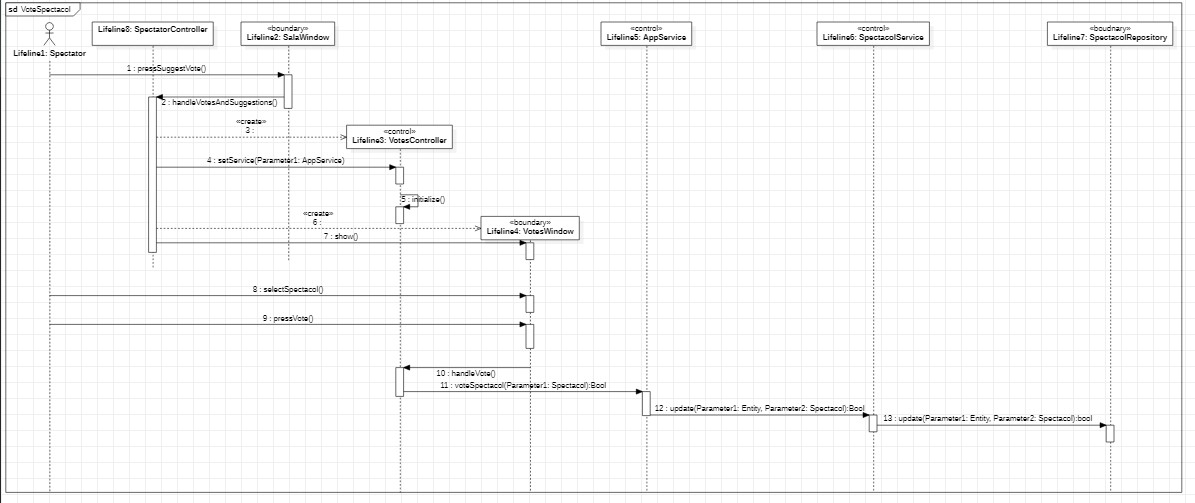 sd VoteSpectacol
Lifeline1: Spectator
Lifeline8: SpectatorController
«boundary»
Lifeline2: SalaWindow
«control»
Lifeline5: AppService
«control»
Lifeline6: SpectacolService
«boudnary»
Lifeline7: SpectacolRepository
1 : pressSuggestVote()
2 : handleVotesAndSuggestions()
«create»
3 :
«control»
Lifeline3: VotesController
4 : setService(Parameter1: AppService)
5 : initialize()
«create»
6 :
«boundary»
Lifeline4: VotesWindow
7 : show()
8 : selectSpectacol()
9 : pressVote()
10 : handleVote()
11 : voteSpectacol(Parameter1: Spectacol):Bool
12 : update(Parameter1: Entity, Parameter2: Spectacol):Bool
13 : update(Parameter1: Entity, Parameter2: Spectacol):bool